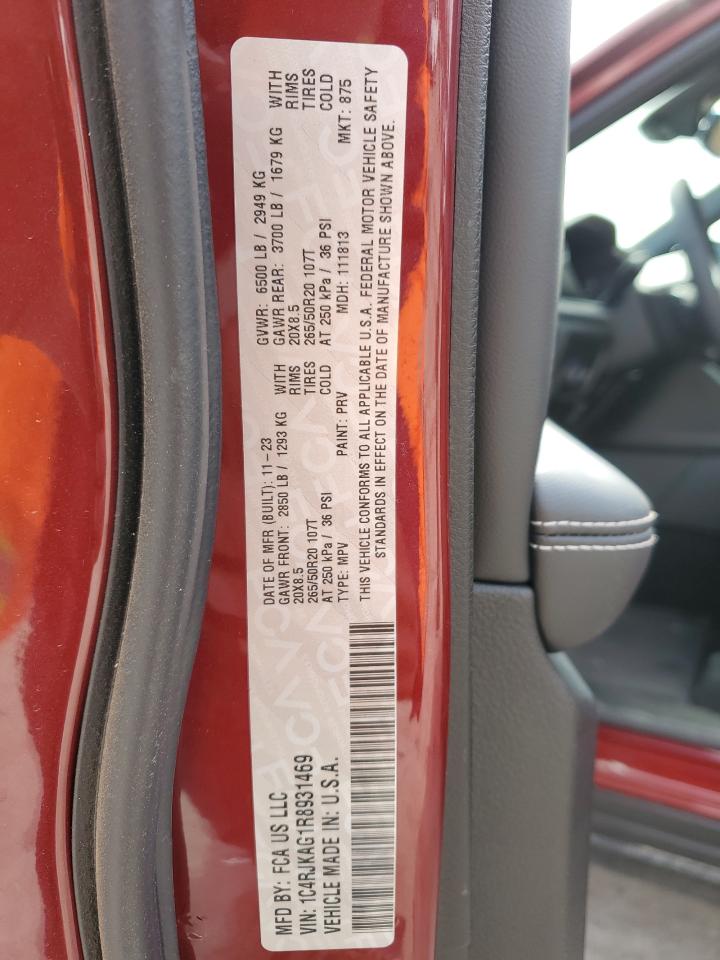 MFD BY: FCA US LLC
VIN: 1C4RJKAG1R8931469
VEHICLE MADE IN: U.S.A.
DATE OF MFR (BUILT): 11-23
GVWR: 6500 LB / 2949 KG
GAWR FRONT: 2850 LB / 1293 KG WITH
GAWR REAR: 3700 LB / 1679 KG WITH
20X8.5 RIMS
20X8.5 RIMS
265/50R20 107T TIRES
265/50R20 107T TIRES
AT 250 kPa / 36 PSI COLD
AT 250 kPa / 36 PSI COLD
TYPE: MPV PAINT: PRV MDH: 111813 MKT: 875
THIS VEHICLE CONFORMS TO ALL APPLICABLE U.S.A. FEDERAL MOTOR VEHICLE SAFETY
STANDARDS IN EFFECT ON THE DATE OF MANUFACTURE SHOWN ABOVE.